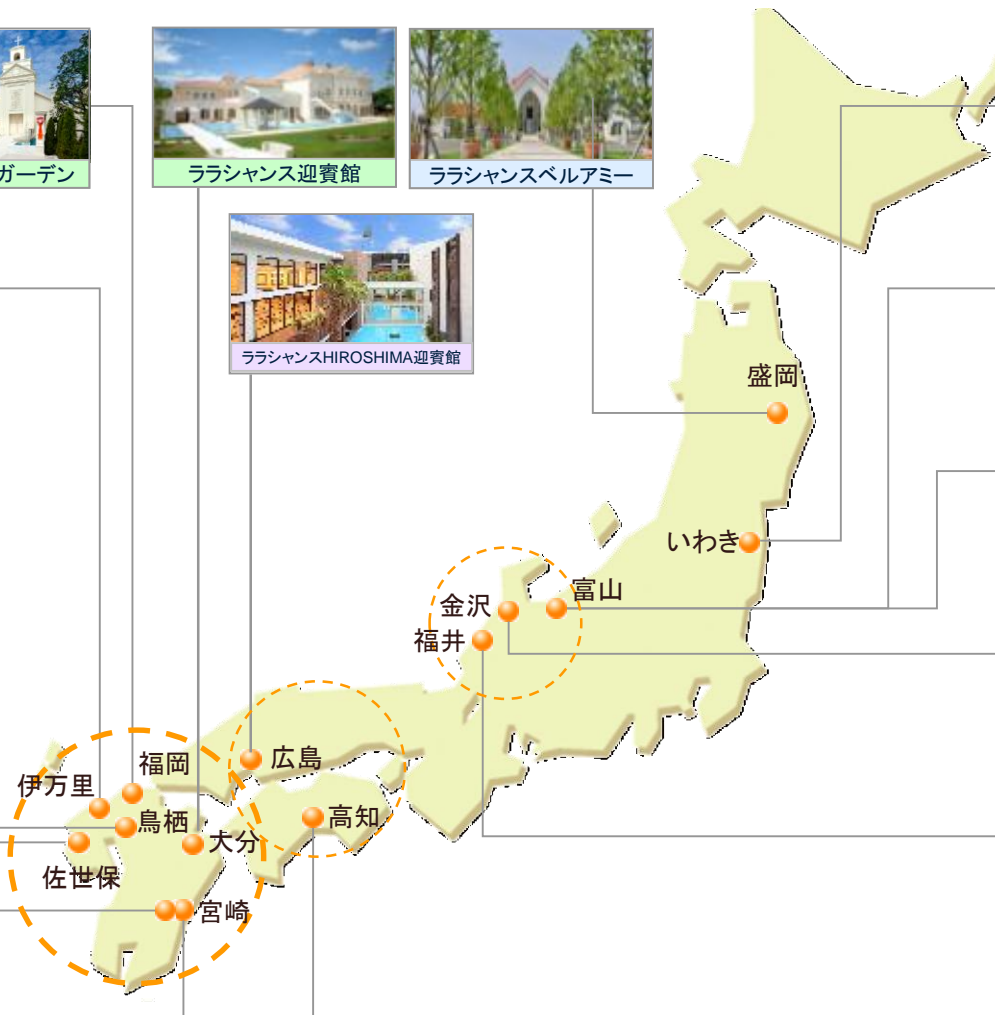 ガーデン
ララシャンス迎賓館
ララシャンスベルアミー
ララシャンスHIROSHIMA迎賓館
盛岡
いわき
富山
金沢
福井
広島
福岡
伊万里
高知
鳥栖
大分
佐世保
宮崎